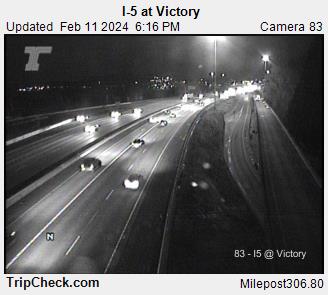 I-5 at Victory
Updated Feb 11 2024 6:16 PM Camera 83
T
N
83 - I5 @ Victory
TripCheck.com Milepost306.80